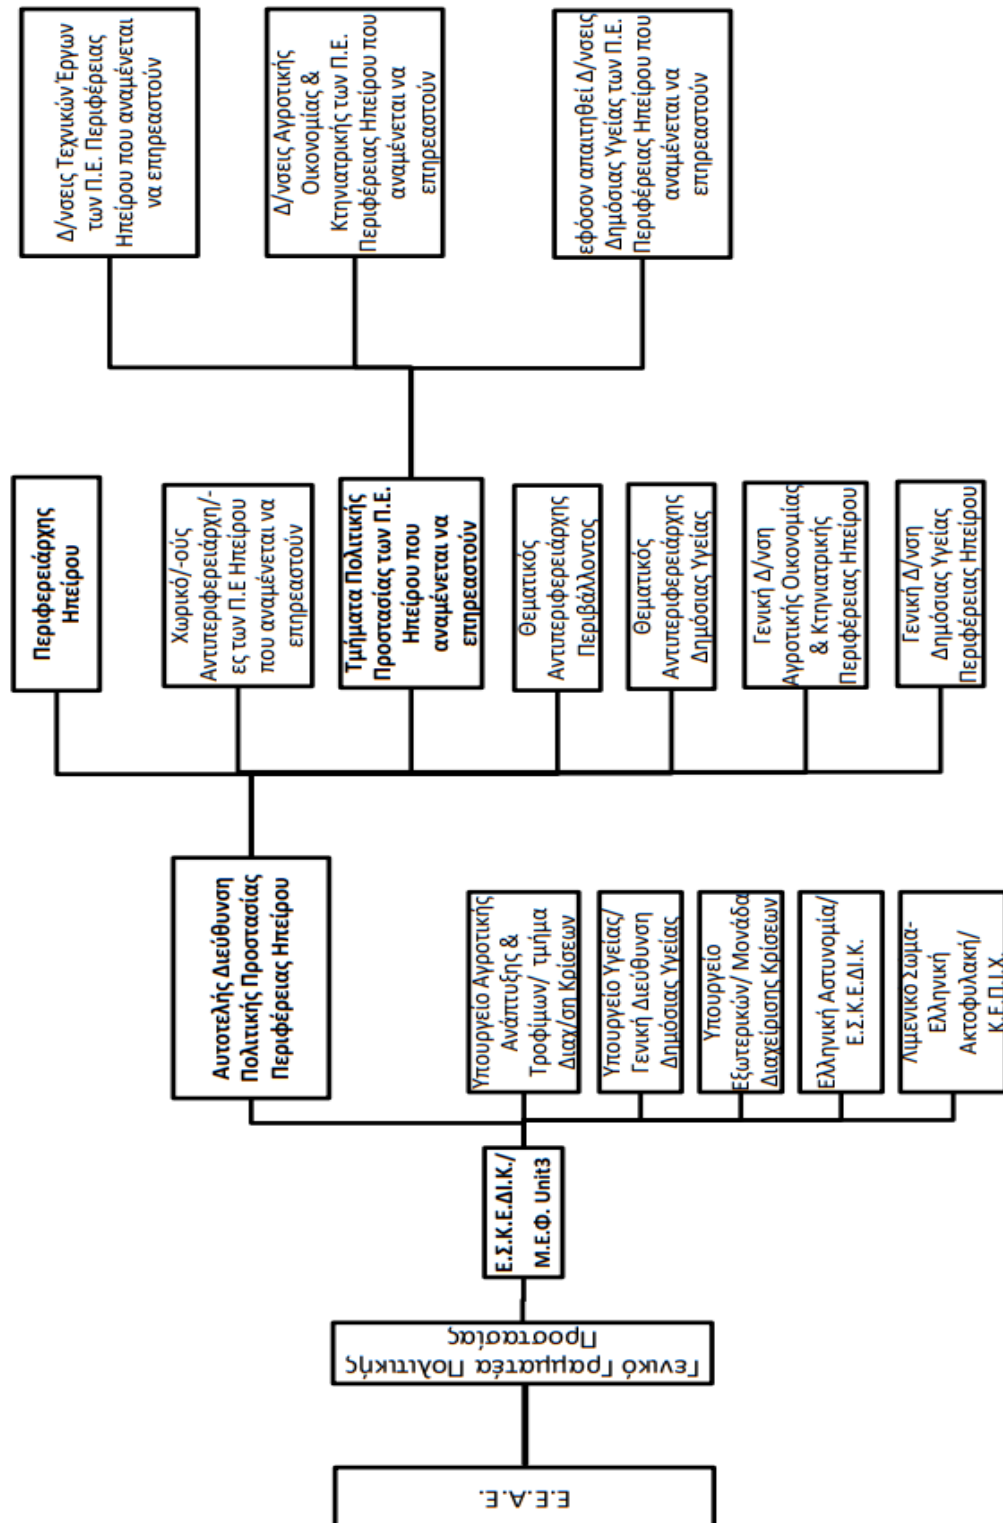 Ε.Ε.Α.Ε.
Γενικό Γραμματέα Πολιτικής
Προστασίας
Ε.Σ.Κ.Ε.ΔΙ.Κ./
Μ.Ε.Φ. Unit3
Αυτοτελής Διεύθυνση
Πολιτικής Προστασίας
Περιφέρειας Ηπείρου
Υπουργείο Αγροτικής
Ανάπτυξης &
Τροφίμων/ τμήμα
Διαχ/ση Κρίσεων
Υπουργείο Υγείας/
Γενική Διεύθυνση
Δημόσιας Υγείας
Υπουργείο
Εξωτερικών/ Μονάδα
Διαχείρισης Κρίσεων
Ελληνική Αστυνομία/
Ε.Σ.Κ.Ε.ΔΙ.Κ.
Λιμενικό Σώμα-
Ελληνική
Ακτοφυλακή/
Κ.Ε.Π.Ι.Χ.
Περιφερειάρχης
Ηπείρου
Χωρικό/-ούς
Αντιπεριφερειάρχη/-
ες των Π.Ε Ηπείρου
που αναμένεται να
επηρεαστούν
Τμήματα Πολιτικής
Προστασίας των Π.Ε.
Ηπείρου που
αναμένεται να
επηρεαστούν
Θεματικός
Αντιπεριφερειάρχης
Περιβάλλοντος
Θεματικός
Αντιπεριφερειάρχης
Δημόσιας Υγείας
Γενική Δ/νση
Αγροτικής Οικονομίας
& Κτηνιατρικής
Περιφέρειας Ηπείρου
Γενική Δ/νση
Δημόσιας Υγείας
Περιφέρειας Ηπείρου
Δ/νσεις Τεχνικών Έργων
των Π.Ε. Περιφέρειας
Ηπείρου που αναμένεται
να επηρεαστούν
Δ/νσεις Αγροτικής
Οικονομίας &
Κτηνιατρικής των Π.Ε.
Περιφέρειας Ηπείρου που
αναμένεται να
επηρεαστούν
εφόσον απαιτηθεί Δ/νσεις
Δημόσιας Υγείας των Π.Ε.
Περιφέρειας Ηπείρου που
αναμένεται να
επηρεαστούν